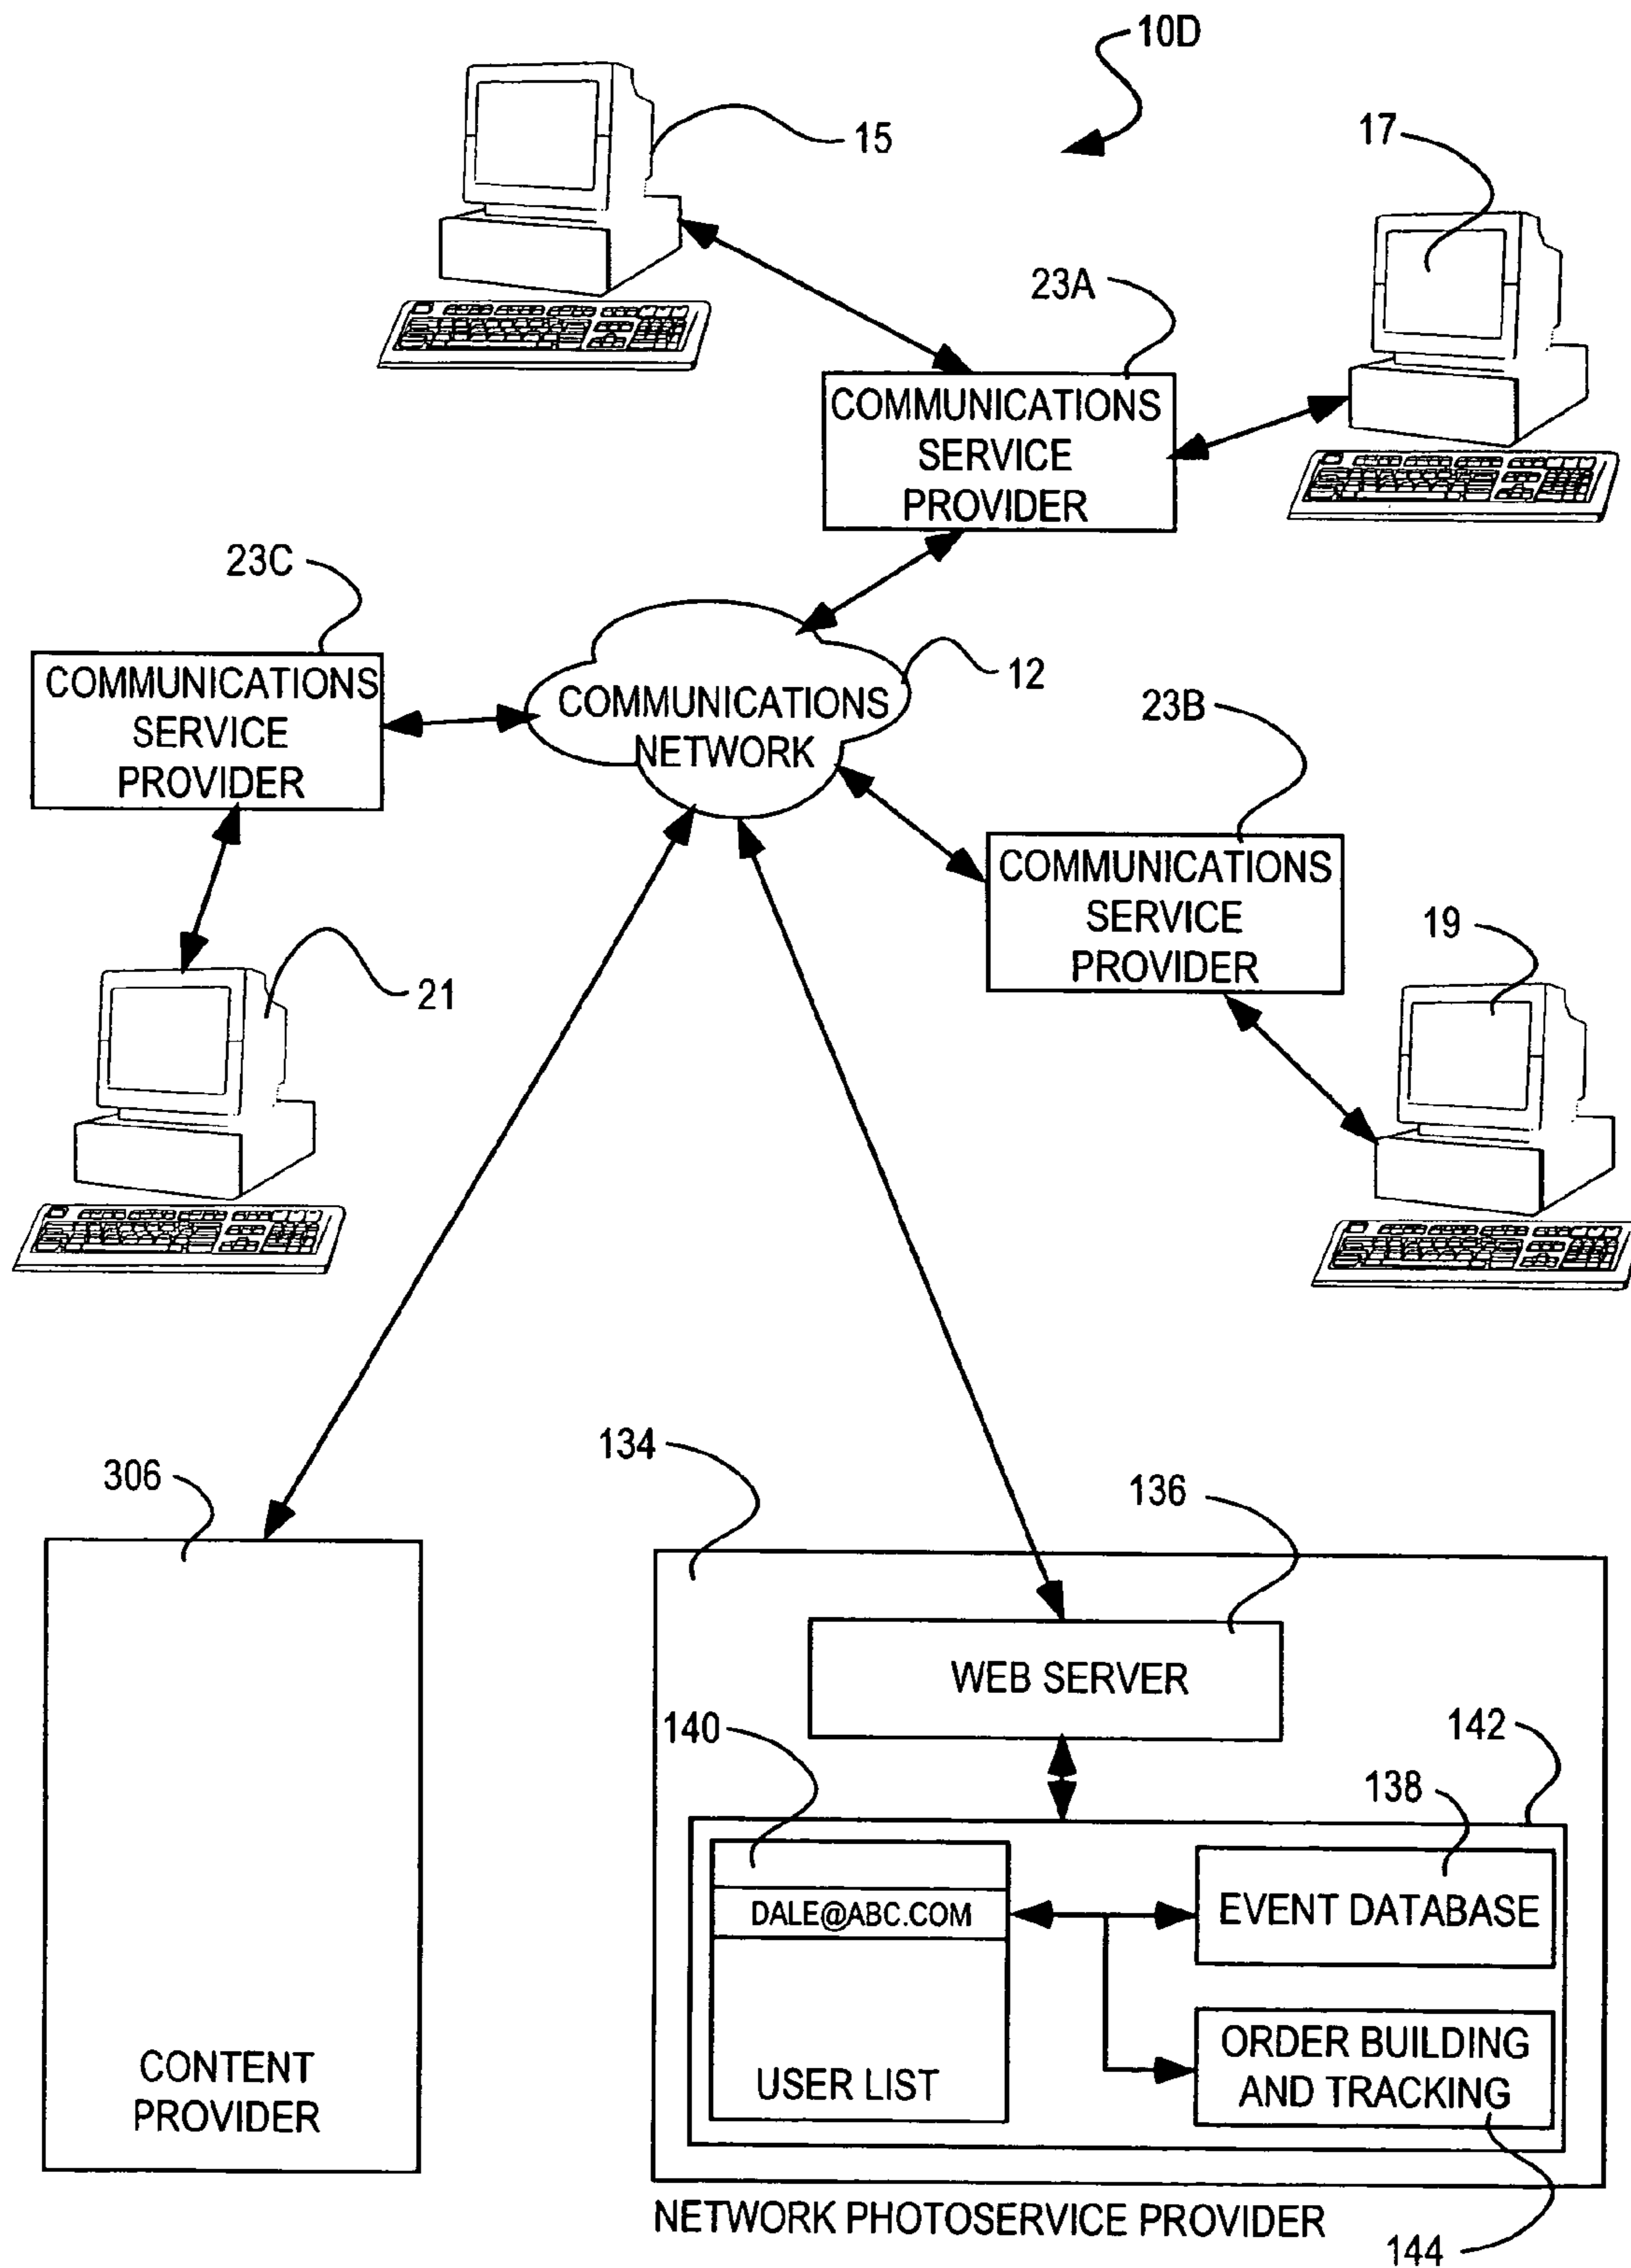 10D
15
17
23A
COMMUNICATIONS
SERVICE
PROVIDER
23C
COMMUNICATIONS
SERVICE
PROVIDER
12
COMMUNICATIONS
NETWORK
23B
COMMUNICATIONS
SERVICE
PROVIDER
19
21
306
CONTENT
PROVIDER
134
136
WEB SERVER
140
142
138
DALE@ABC.COM
USER LIST
EVENT DATABASE
ORDER BUILDING
AND TRACKING
NETWORK PHOTOSERVICE PROVIDER
144